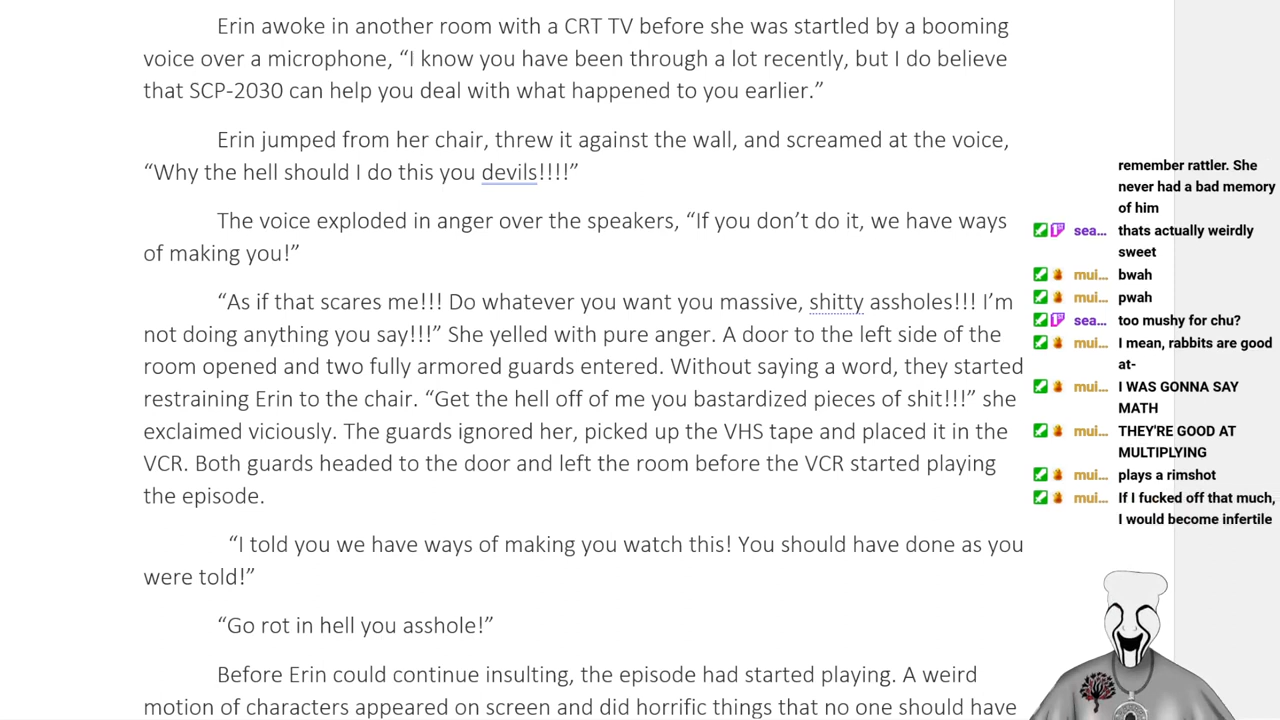 Erin awoke in another room with a CRT TV before she was startled by a booming
voice over a microphone, “I know you have been through a lot recently, but I do believe
that SCP-2030 can help you deal with what happened to you earlier.”
Erin jumped from her chair, threw it against the wall, and screamed at the voice,
“Why the hell should I do this you devils!!!!”
The voice exploded in anger over the speakers, “If you don’t do it, we have ways
of making you!”
“As if that scares me!!! Do whatever you want you massive, shitty assholes!!! I’m
not doing anything you say!!!” She yelled with pure anger. A door to the left side of the
room opened and two fully armored guards entered. Without saying a word, they started
restraining Erin to the chair. “Get the hell off of me you bastardized pieces of shit!!!” she
exclaimed viciously. The guards ignored her, picked up the VHS tape and placed it in the
VCR. Both guards headed to the door and left the room before the VCR started playing
the episode.
“I told you we have ways of making you watch this! You should have done as you
were told!”
“Go rot in hell you asshole!”
Before Erin could continue insulting, the episode had started playing. A weird
motion of characters appeared on screen and did horrific things that no one should have
remember rattler. She
never had a bad memory
of him
sea... thats actually weirdly
sweet
mui... bwah
mui... pwah
sea... too mushy for chu?
mui... I mean, rabbits are good
at-
mui... I WAS GONNA SAY
MATH
mui... THEY'RE GOOD AT
MULTIPLYING
mui... plays a rimshot
mui... If I fucked off that much,
I would become infertile